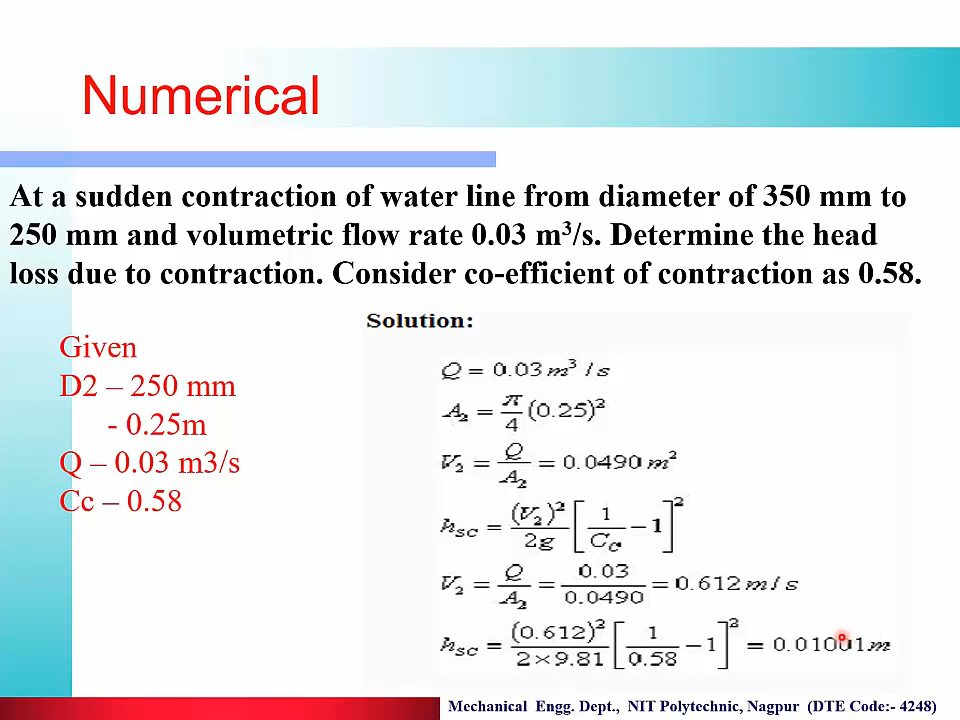 Numerical
At a sudden contraction of water line from diameter of 350 mm to
250 mm and volumetric flow rate 0.03 m³/s. Determine the head
loss due to contraction. Consider co-efficient of contraction as 0.58.
Given
D2 – 250 mm
- 0.25m
Q – 0.03 m3/s
Cc – 0.58
Solution:
Q = 0.03 m³ / s
A₂ = π/4 (0.25)²
V₂ = Q/A₂ = 0.0490 m²
h_SC = (V₂)²/2g [1/C_C − 1]²
V₂ = Q/A₂ = 0.03/0.0490 = 0.612 m / s
h_SC = (0.612)²/2×9.81 [1/0.58 − 1]² = 0.01001 m
Mechanical Engg. Dept., NIT Polytechnic, Nagpur (DTE Code:- 4248)